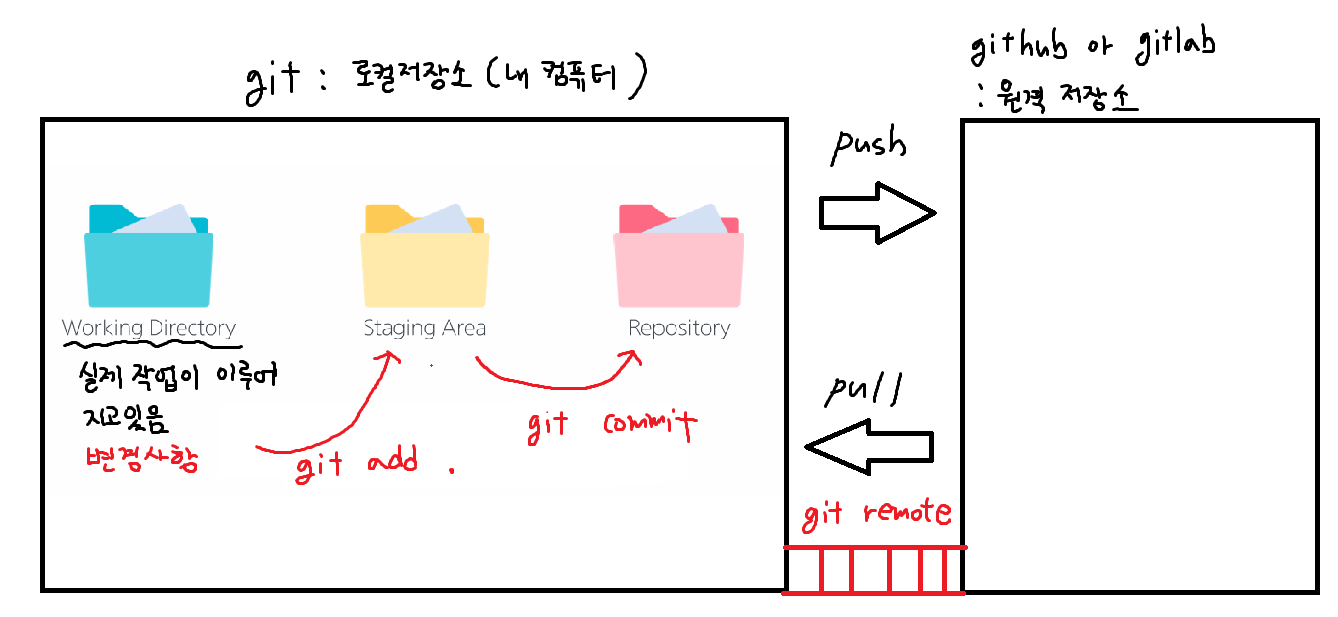 git : 로컬저장소 (내 컴퓨터)
github or gitlab
: 원격 저장소
push
Working Directory
Staging Area
Repository
실제 작업이 이루어
지고있음
변경사항
git add .
git commit
pull
git remote